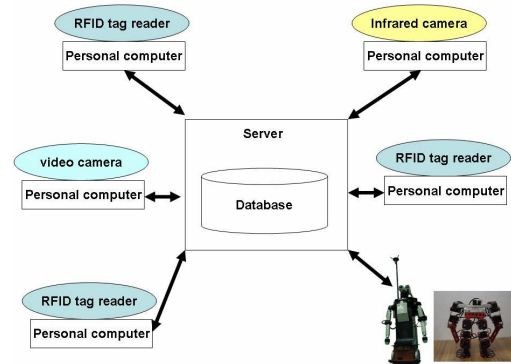 RFID tag reader
Personal computer
Infrared camera
Personal computer
Server
Database
video camera
Personal computer
RFID tag reader
Personal computer
RFID tag reader
Personal computer